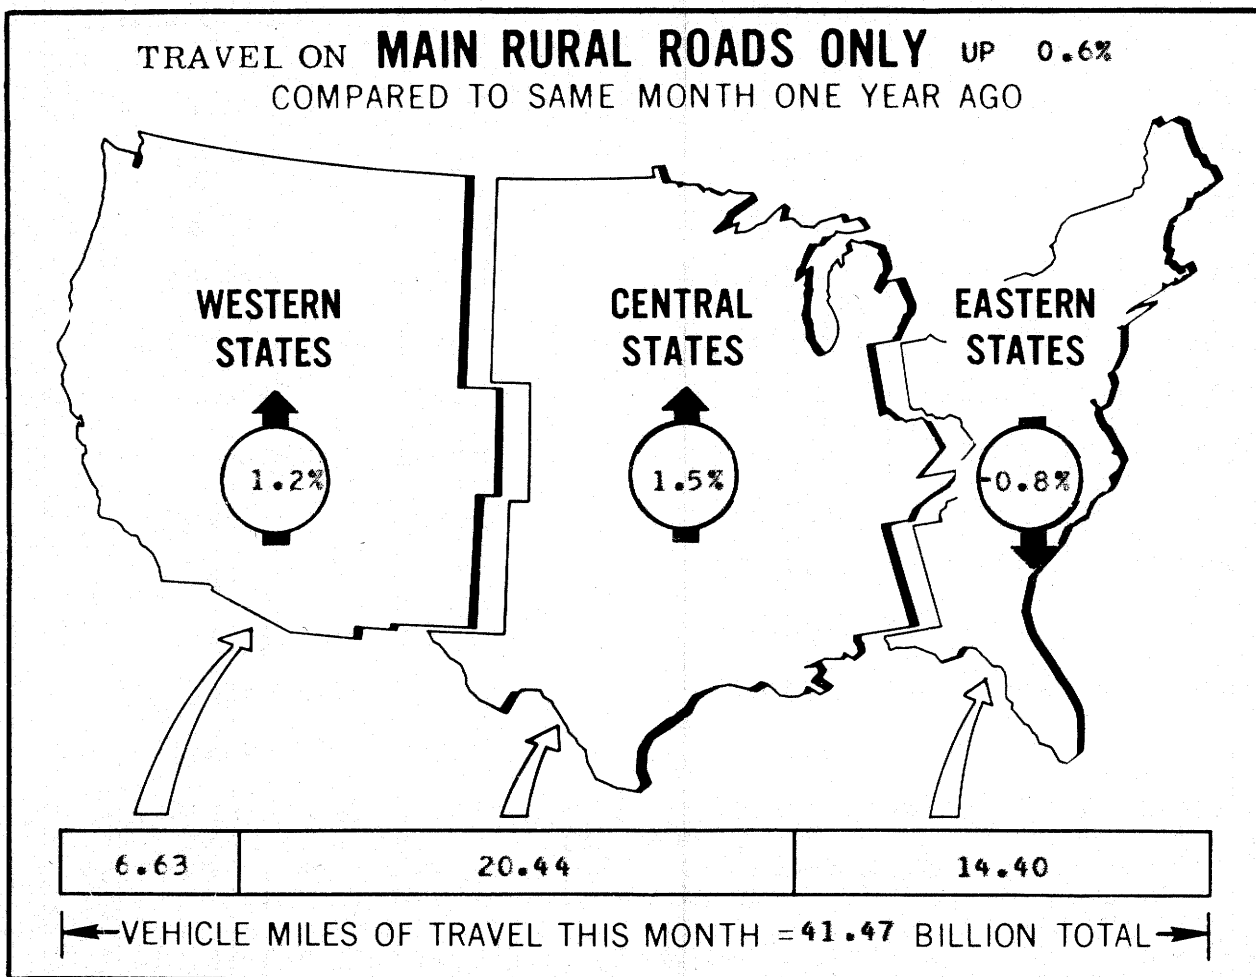 TRAVEL ON MAIN RURAL ROADS ONLY UP 0.6%
COMPARED TO SAME MONTH ONE YEAR AGO
WESTERN
STATES
1.2%
CENTRAL
STATES
1.5%
EASTERN
STATES
-0.8%
6.63 20.44 14.40
VEHICLE MILES OF TRAVEL THIS MONTH = 41.47 BILLION TOTAL